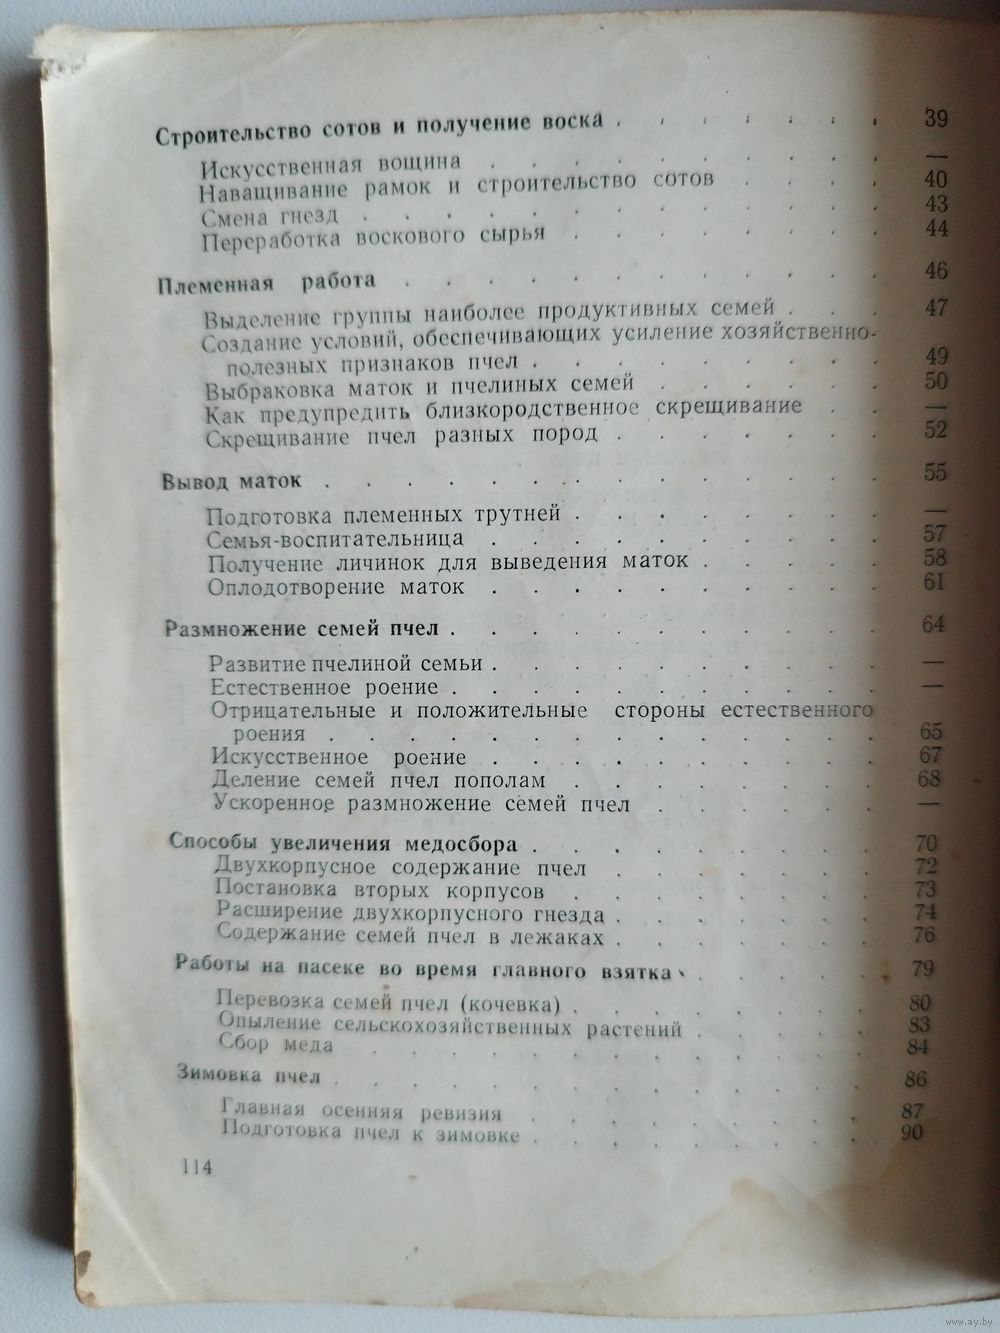 Строительство сотов и получение воска . . . . . . . 39
Искусственная вощина . . . . . . . . . . —
Наващивание рамок и строительство сотов . . . . 40
Смена гнезд . . . . . . . . . . . . . 43
Переработка воскового сырья . . . . . . . . 44
Племенная работа . . . . . . . . . . . . 46
Выделение группы наиболее продуктивных семей . . . 47
Создание условий, обеспечивающих усиление хозяйственно-
полезных признаков пчел . . . . . . . . . 49
Выбраковка маток и пчелиных семей . . . . . . 50
Как предупредить близкородственное скрещивание . . —
Скрещивание пчел разных пород . . . . . . . 52
Вывод маток . . . . . . . . . . . . . . 55
Подготовка племенных трутней . . . . . . . . —
Семья-воспитательница . . . . . . . . . . 57
Получение личинок для выведения маток . . . . . 58
Оплодотворение маток . . . . . . . . . . 61
Размножение семей пчел . . . . . . . . . . . 64
Развитие пчелиной семьи . . . . . . . . . . —
Естественное роение . . . . . . . . . . . —
Отрицательные и положительные стороны естественного
роения . . . . . . . . . . . . . . 65
Искусственное роение . . . . . . . . . . 67
Деление семей пчел пополам . . . . . . . . 68
Ускоренное размножение семей пчел . . . . . . —
Способы увеличения медосбора . . . . . . . . . 70
Двухкорпусное содержание пчел . . . . . . . 72
Постановка вторых корпусов . . . . . . . . 73
Расширение двухкорпусного гнезда . . . . . . . 74
Содержание семей пчел в лежаках . . . . . . . 76
Работы на пасеке во время главного взятка . . . . . 79
Перевозка семей пчел (кочевка) . . . . . . . . 80
Опыление сельскохозяйственных растений . . . . . 83
Сбор меда . . . . . . . . . . . . . 84
Зимовка пчел . . . . . . . . . . . . . . 86
Главная осенняя ревизия . . . . . . . . . 87
Подготовка пчел к зимовке . . . . . . . . . 90
114
www.ay.by